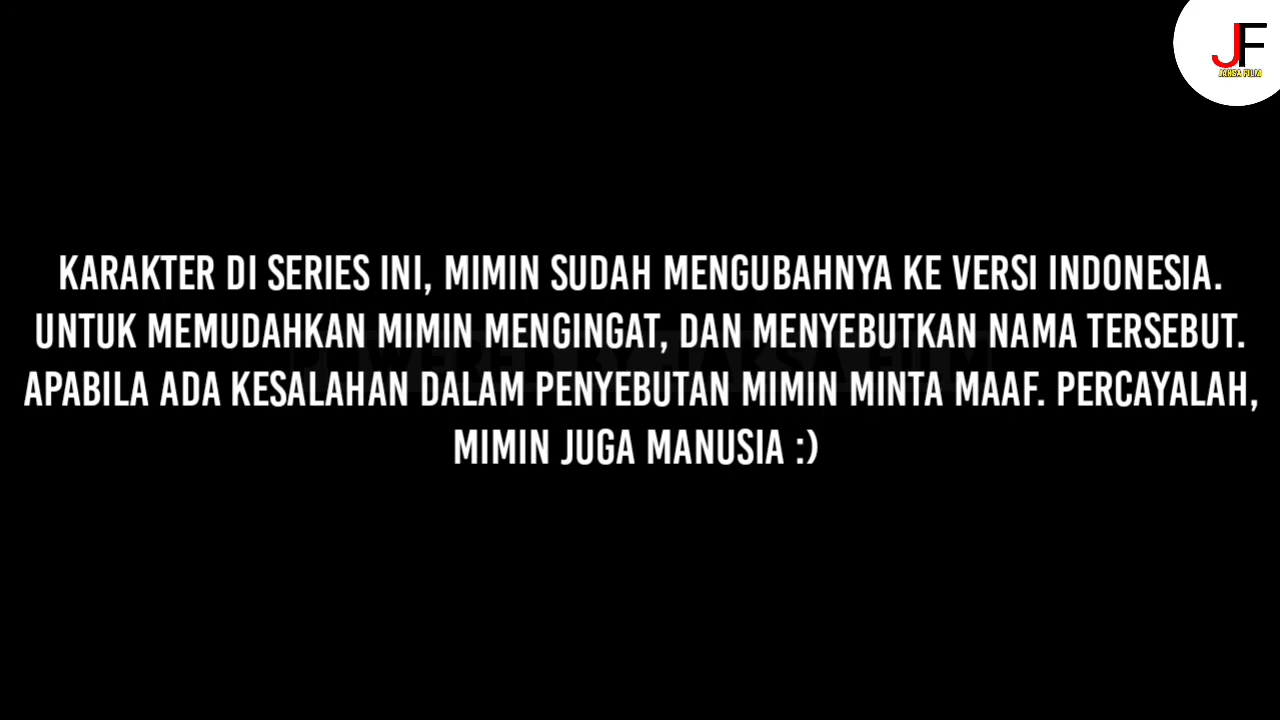 JF
KARAKTER DI SERIES INI, MIMIN SUDAH MENGUBAHNYA KE VERSI INDONESIA.
UNTUK MEMUDAHKAN MIMIN MENGINGAT, DAN MENYEBUTKAN NAMA TERSEBUT.
APABILA ADA KESALAHAN DALAM PENYEBUTAN MIMIN MINTA MAAF. PERCAYALAH,
MIMIN JUGA MANUSIA :)